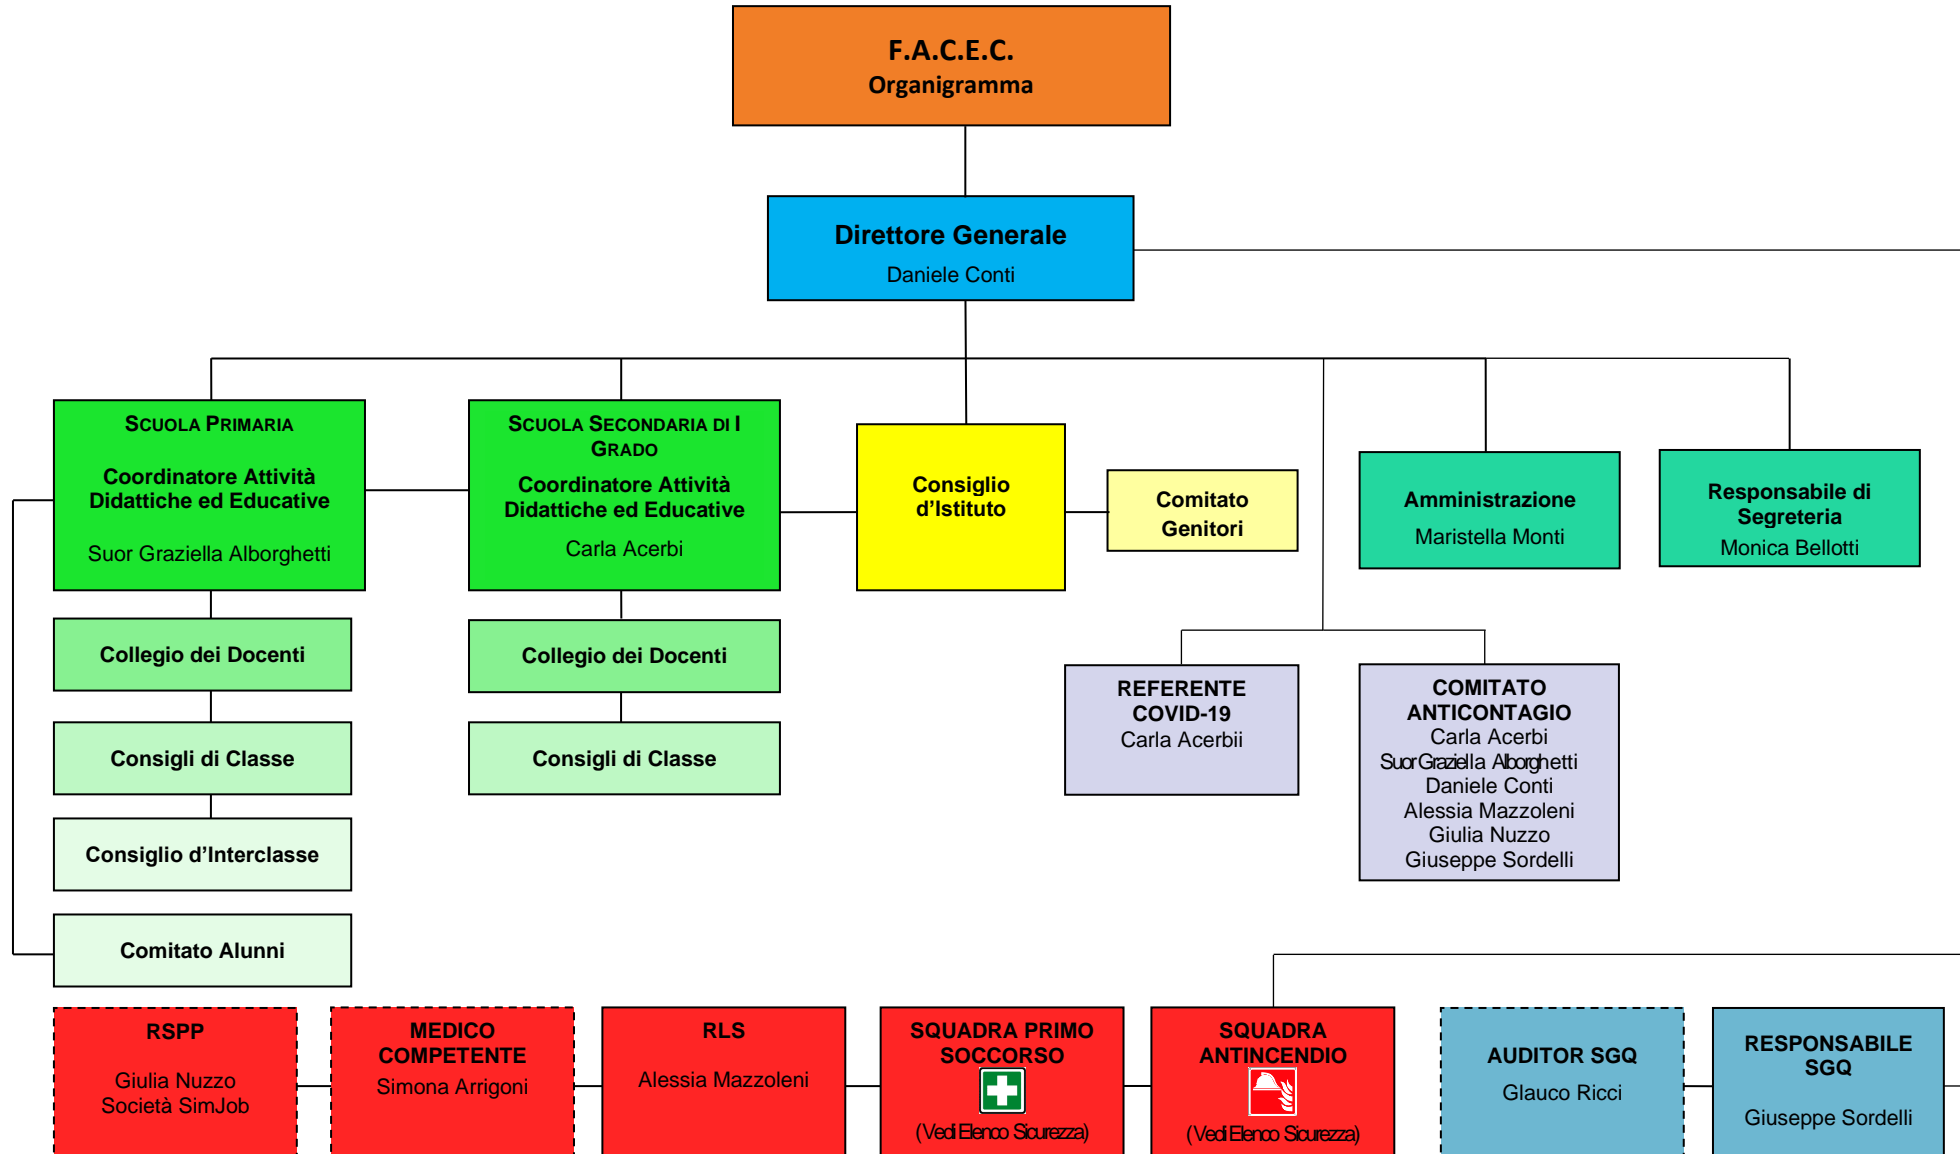 F.A.C.E.C.
Organigramma
Direttore Generale
Daniele Conti
SCUOLA PRIMARIA
Coordinatore Attività
Didattiche ed Educative
Suor Graziella Alborghetti
SCUOLA SECONDARIA DI I
GRADO
Coordinatore Attività
Didattiche ed Educative
Carla Acerbi
Consiglio
d'Istituto
Comitato
Genitori
Amministrazione
Maristella Monti
Responsabile di
Segreteria
Monica Bellotti
Collegio dei Docenti
Collegio dei Docenti
Consigli di Classe
Consigli di Classe
Consiglio d'Interclasse
Comitato Alunni
REFERENTE
COVID-19
Carla Acerbii
COMITATO
ANTICONTAGIO
Carla Acerbi
Suor Graziella Alborghetti
Daniele Conti
Alessia Mazzoleni
Giulia Nuzzo
Giuseppe Sordelli
RSPP
Giulia Nuzzo
Società SimJob
MEDICO
COMPETENTE
Simona Arrigoni
RLS
Alessia Mazzoleni
SQUADRA PRIMO
SOCCORSO
(Vedi Elenco Sicurezza)
SQUADRA
ANTINCENDIO
(Vedi Elenco Sicurezza)
AUDITOR SGQ
Glauco Ricci
RESPONSABILE
SGQ
Giuseppe Sordelli